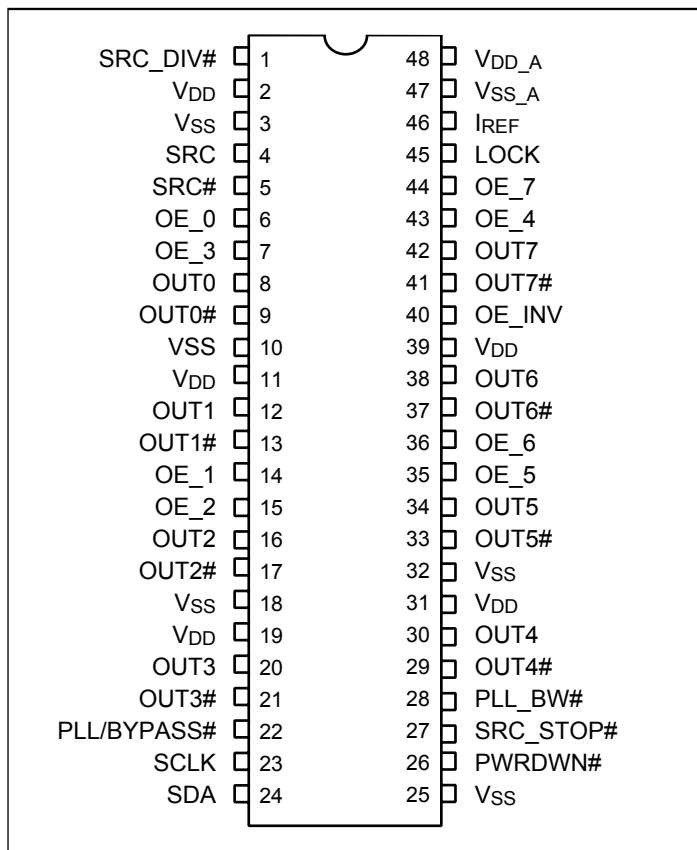 SRC_DIV# 1 48 VDD_A
VDD 2 47 VSS_A
VSS 3 46 IREF
SRC 4 45 LOCK
SRC# 5 44 OE_7
OE_0 6 43 OE_4
OE_3 7 42 OUT7
OUT0 8 41 OUT7#
OUT0# 9 40 OE_INV
VSS 10 39 VDD
VDD 11 38 OUT6
OUT1 12 37 OUT6#
OUT1# 13 36 OE_6
OE_1 14 35 OE_5
OE_2 15 34 OUT5
OUT2 16 33 OUT5#
OUT2# 17 32 VSS
VSS 18 31 VDD
VDD 19 30 OUT4
OUT3 20 29 OUT4#
OUT3# 21 28 PLL_BW#
PLL/BYPASS# 22 27 SRC_STOP#
SCLK 23 26 PWRDWN#
SDA 24 25 VSS